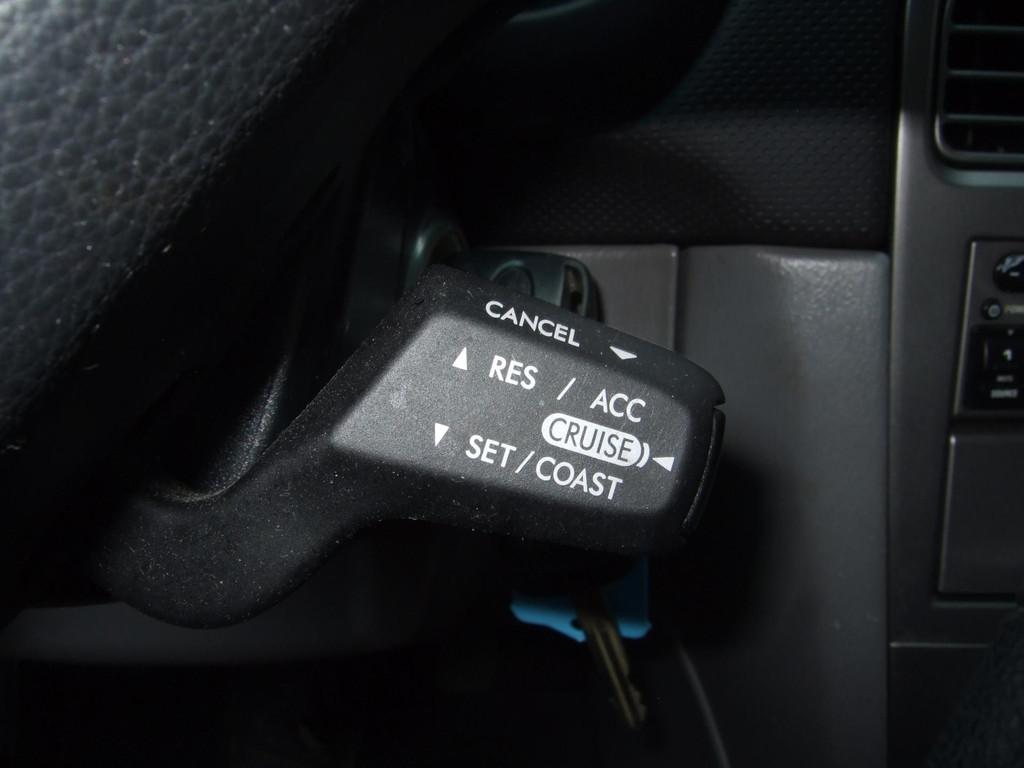 CANCEL
RES / ACC
CRUISE
SET / COAST